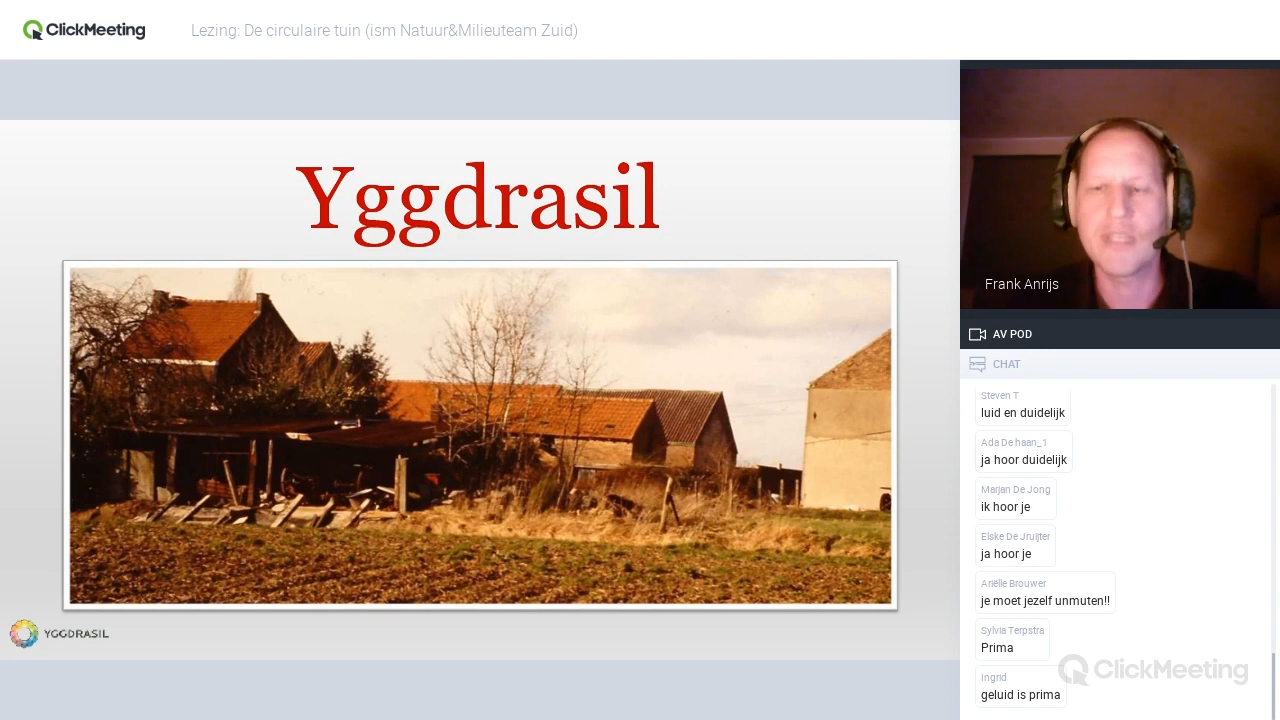 ClickMeeting
Lezing: De circulaire tuin (ism Natuur&Milieuteam Zuid)
Yggdrasil
YGGDRASIL
Frank Anrijs
AV POD
CHAT
Steven T
luid en duidelijk
Ada De haan_1
ja hoor duidelijk
Marjan De Jong
ik hoor je
Elske De Jruijter
ja hoor je
Ariëlle Brouwer
je moet jezelf unmuten!!
Sylvia Terpstra
Prima
Ingrid
geluid is prima
ClickMeeting